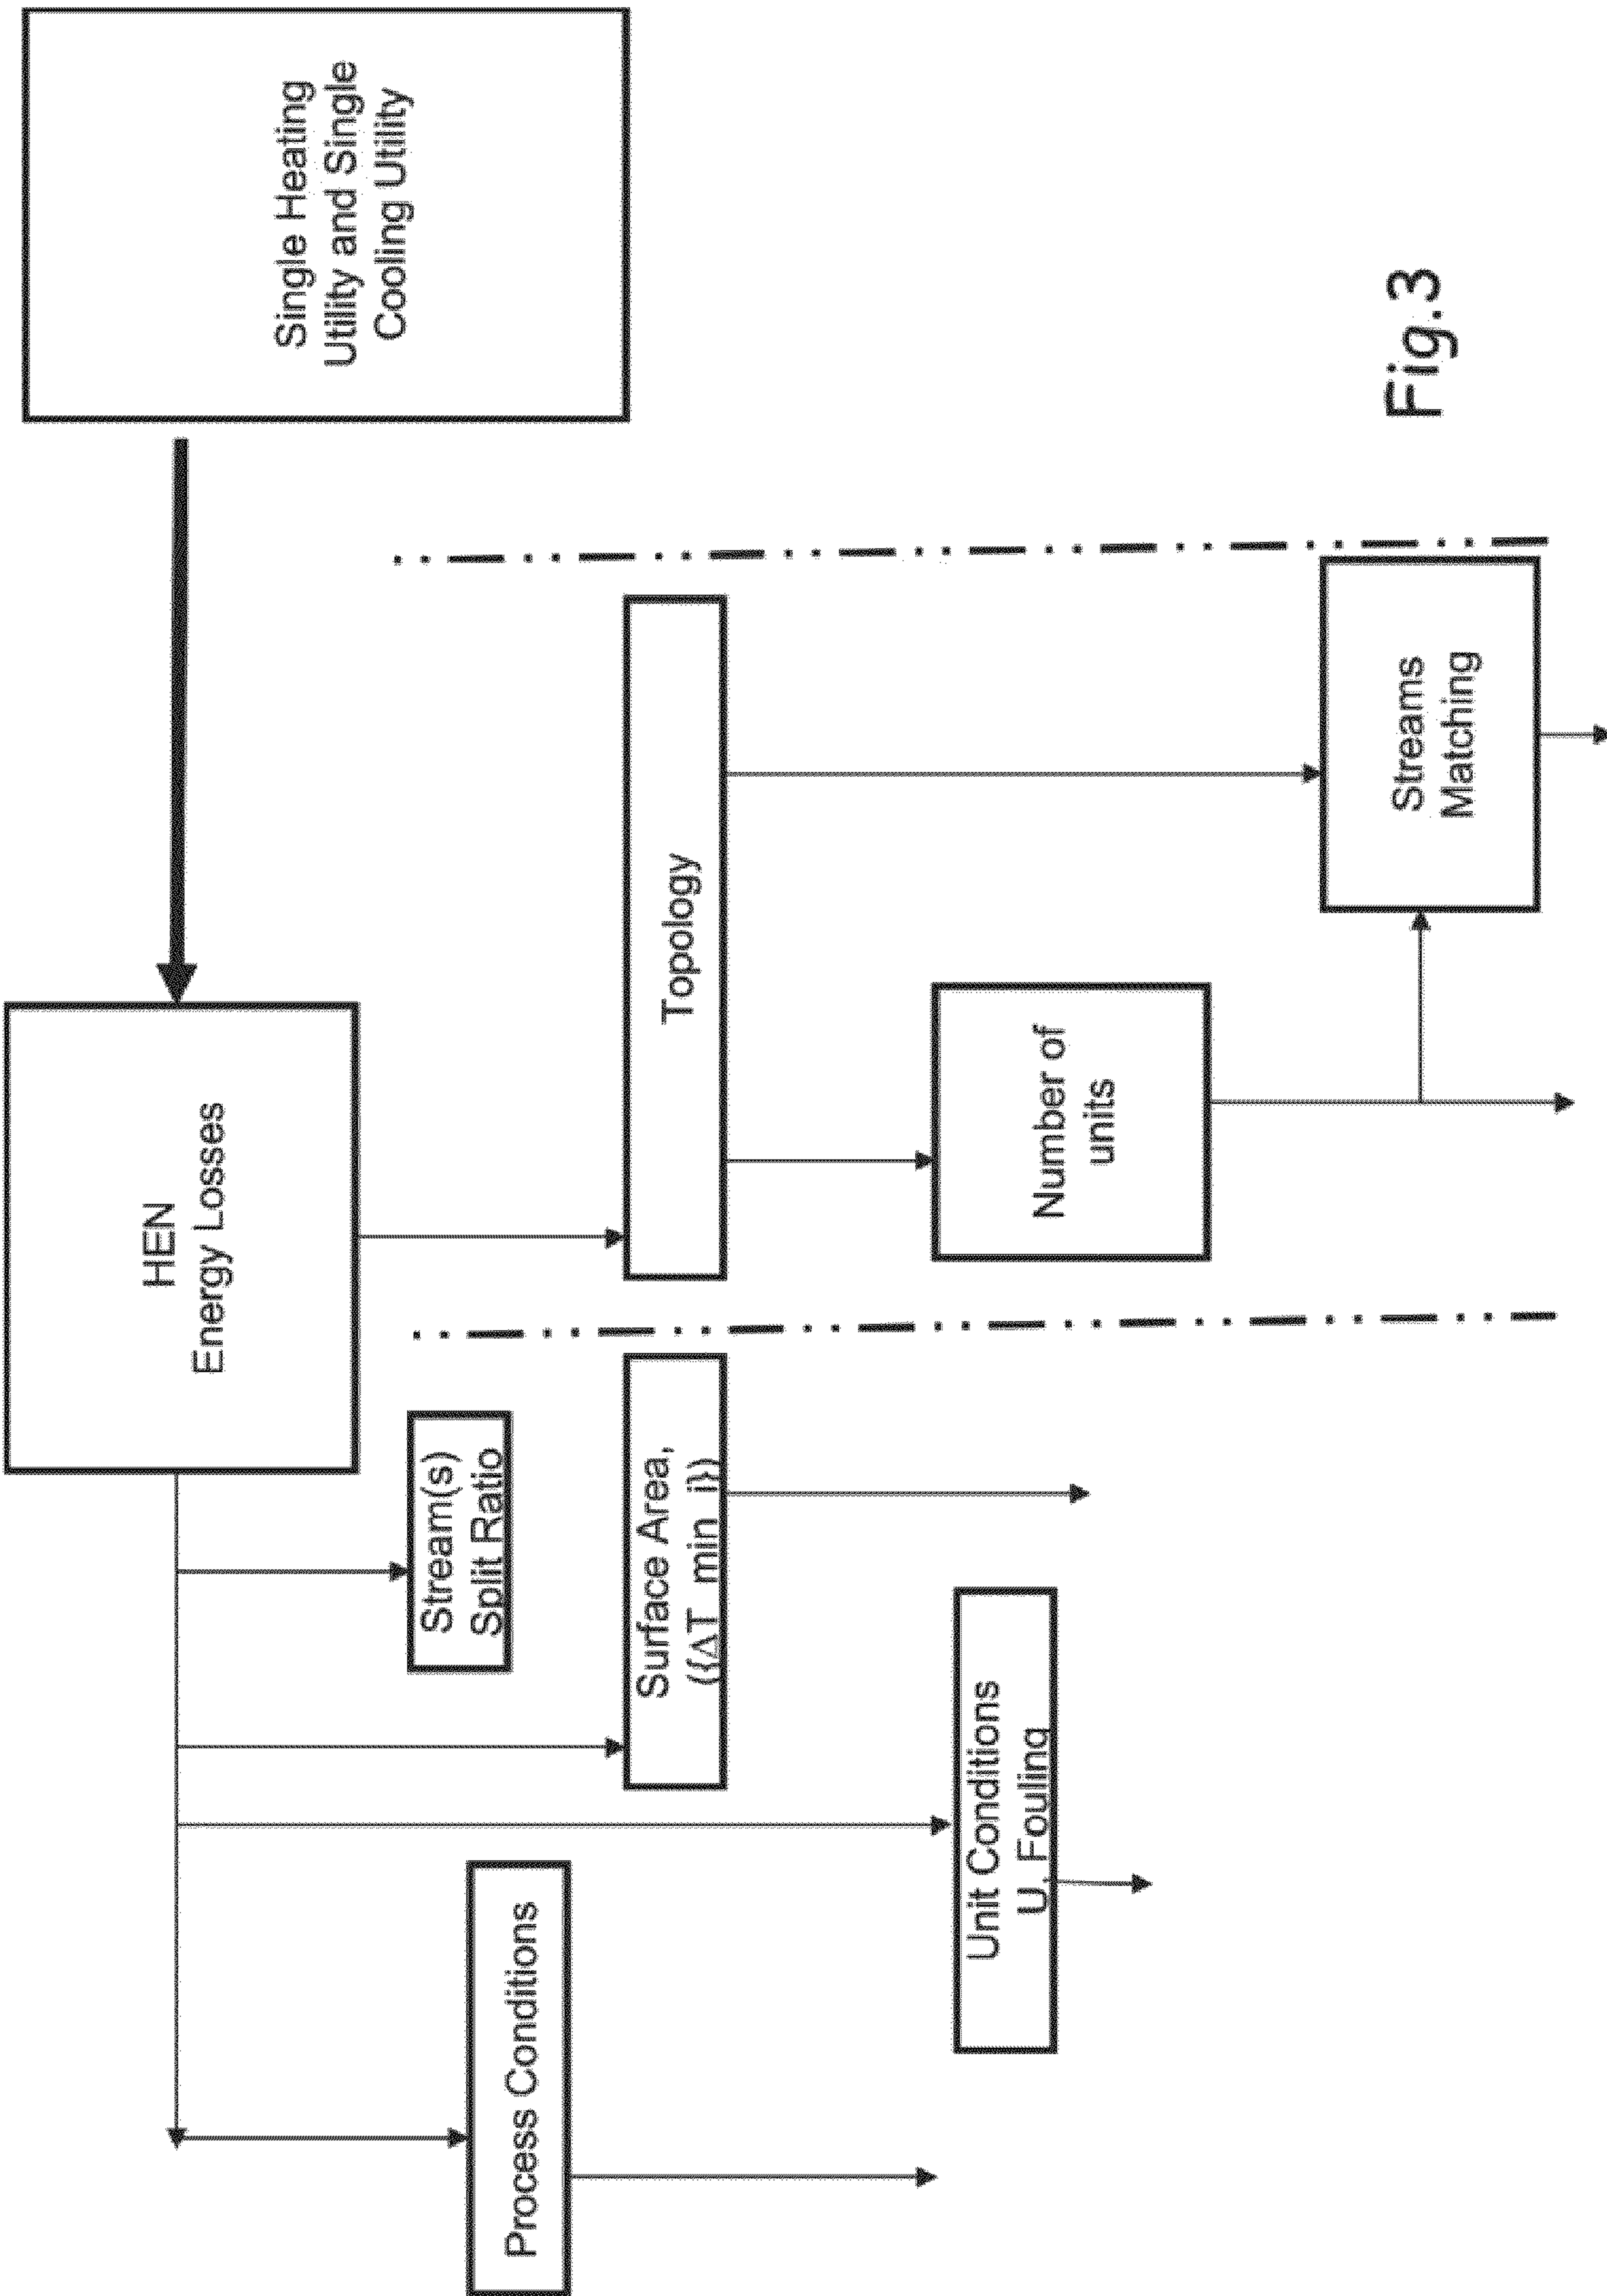 HEN
Energy Losses
Single Heating
Utility and Single
Cooling Utility
Stream(s)
Split Ratio
Process Conditions
Surface Area,
({ΔT min i})
Topology
Unit Conditions
U, Fouling
Number of
units
Streams
Matching
Fig.3